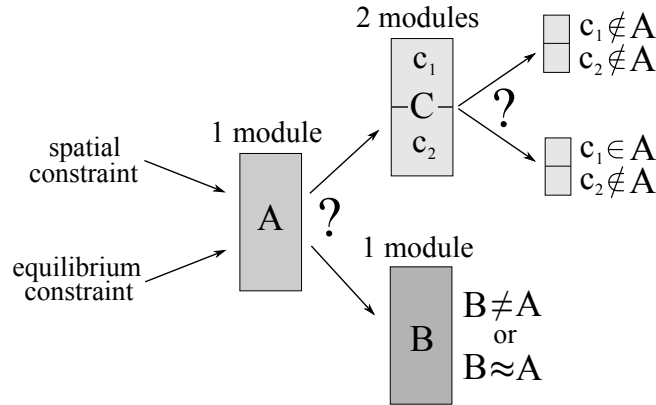 2 modules
c₁
C
c₂
c₁∉A
c₂∉A
?
c₁∈A
c₂∉A
spatial
constraint
equilibrium
constraint
1 module
A
?
1 module
B
B≠A
or
B≈A